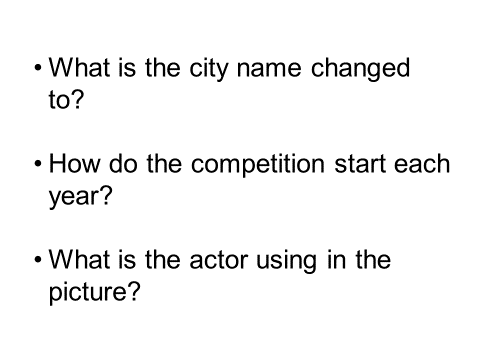 • What is the city name changed
to?
• How do the competition start each
year?
• What is the actor using in the
picture?